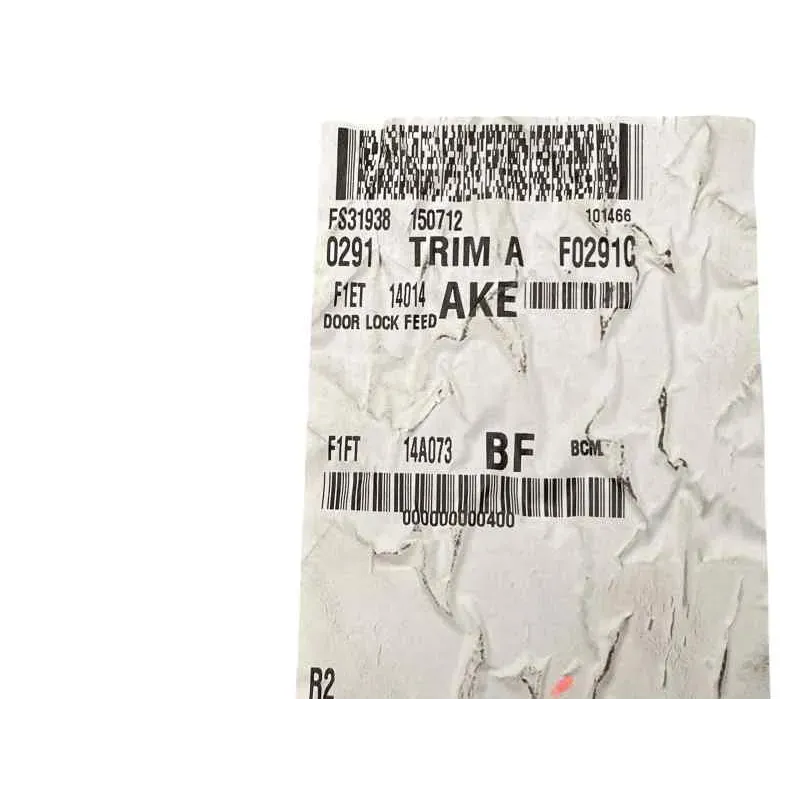 FS31938 150712 101466
0291 TRIM A F0291C
F1ET 14014 AKE
DOOR LOCK FEED
F1FT 14A073 BF BCM
000000000400
R2